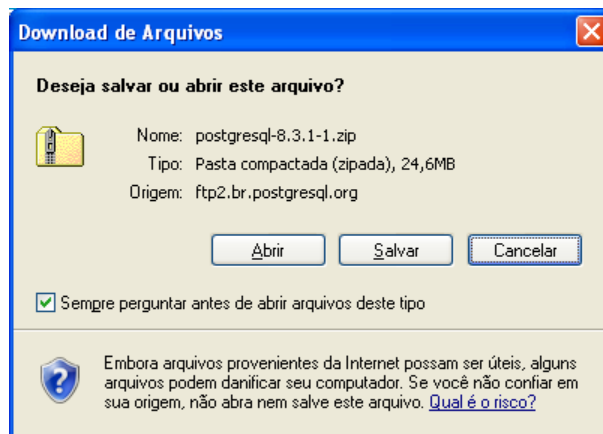 Download de Arquivos
Deseja salvar ou abrir este arquivo?
Nome: postgresql-8.3.1-1.zip
Tipo: Pasta compactada (zipada), 24,6MB
Origem: ftp2.br.postgresql.org
Abrir Salvar Cancelar
Sempre perguntar antes de abrir arquivos deste tipo
Embora arquivos provenientes da Internet possam ser úteis, alguns
arquivos podem danificar seu computador. Se você não confiar em
sua origem, não abra nem salve este arquivo. Qual é o risco?